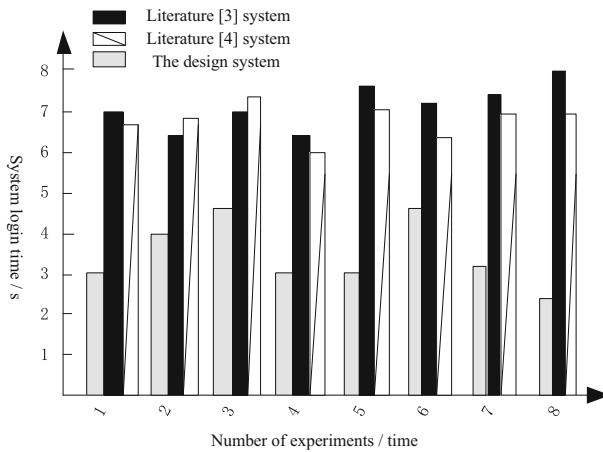 Literature [3] system
Literature [4] system
The design system
System login time / s
8
7
6
5
4
3
2
1
1 2 3 4 5 6 7 8
Number of experiments / time